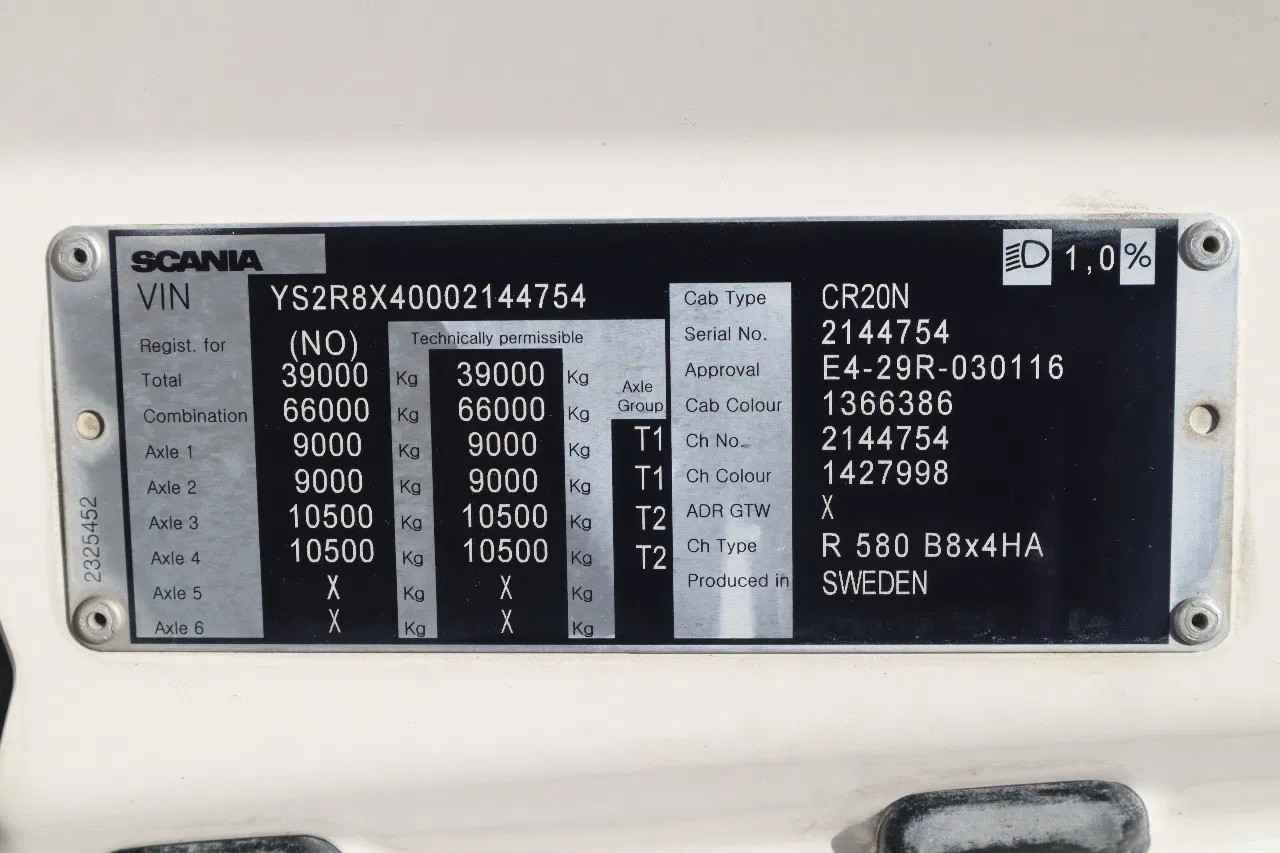 SCANIA
1,0 %
VIN YS2R8X40002144754
Regist. for (NO) Technically permissible
Total 39000 Kg 39000 Kg
Combination 66000 Kg 66000 Kg Axle Group
Axle 1 9000 Kg 9000 Kg T1
Axle 2 9000 Kg 9000 Kg T1
Axle 3 10500 Kg 10500 Kg T2
Axle 4 10500 Kg 10500 Kg T2
Axle 5 X Kg X Kg
Axle 6 X Kg X Kg
Cab Type CR20N
Serial No. 2144754
Approval E4-29R-030116
Cab Colour 1366386
Ch No. 2144754
Ch Colour 1427998
ADR GTW X
Ch Type R 580 B8x4HA
Produced in SWEDEN
2325452